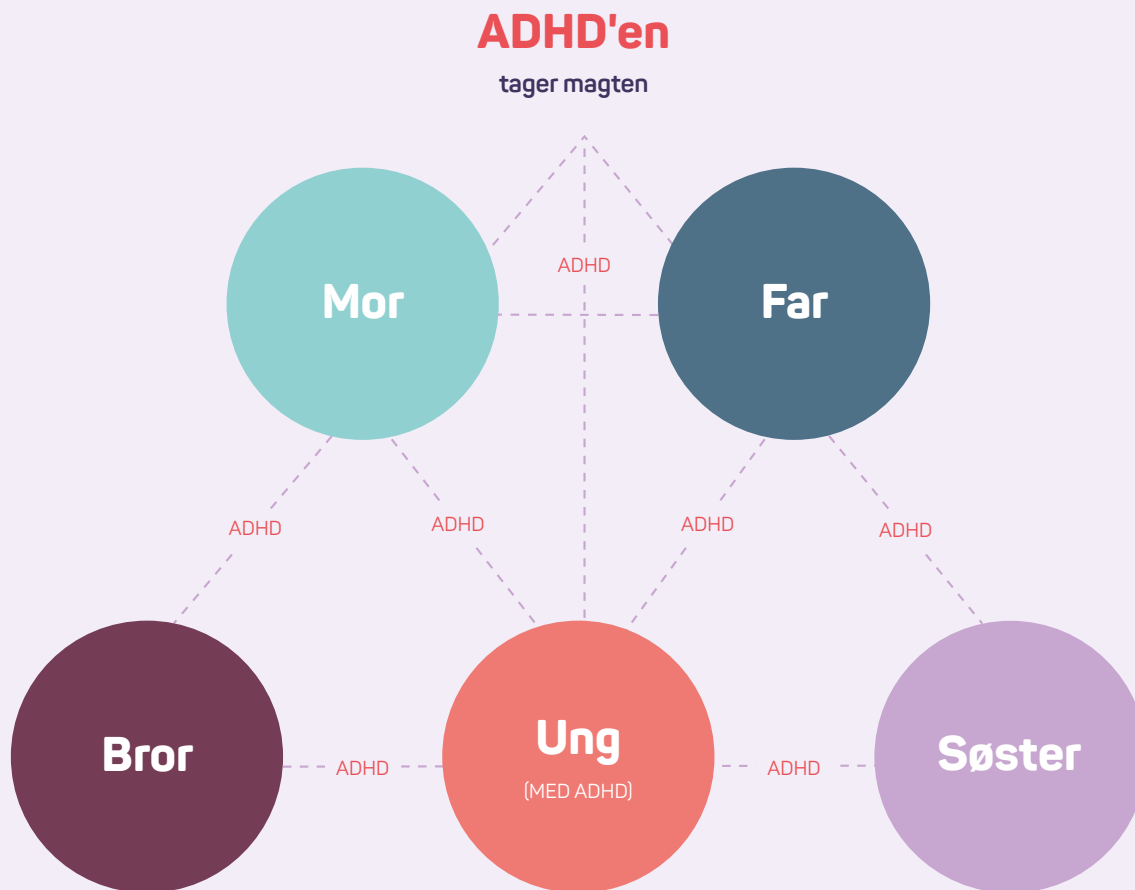 ADHD'en
tager magten
ADHD
Mor
Far
ADHD
ADHD
ADHD
ADHD
Bror
Ung
(MED ADHD)
Søster
ADHD
ADHD